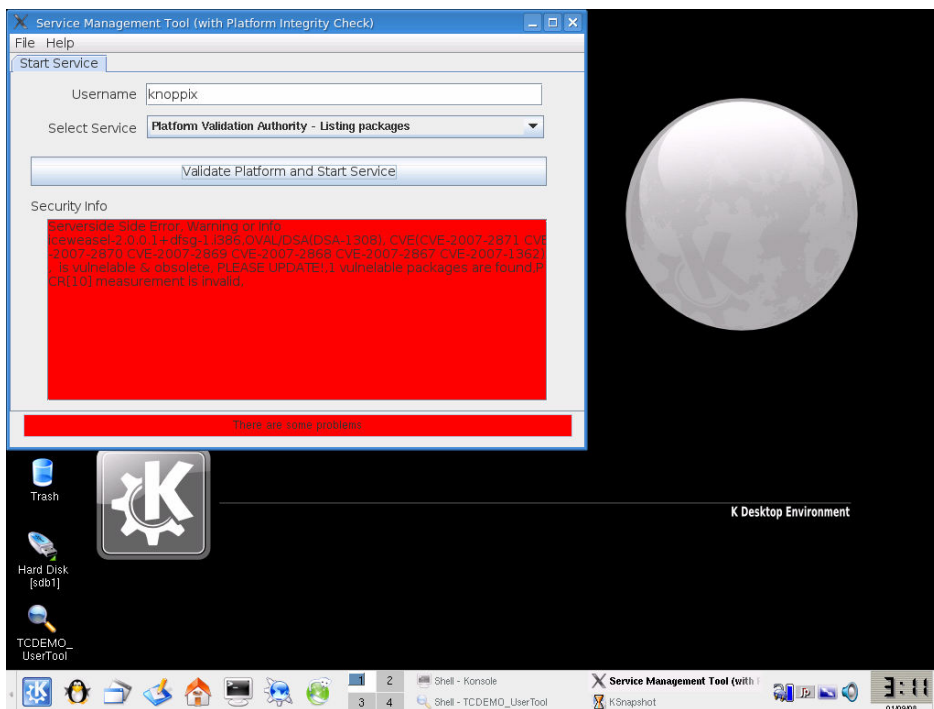 Service Management Tool (with Platform Integrity Check)
File Help
Start Service
Username knoppix
Select Service Platform Validation Authority - Listing packages
Validate Platform and Start Service
Security Info
Serverside Side Error, Warning or Info
iceweasel-2.0.0.1+dfsg-1,i386,OVAL/DSA(DSA-1308), CVE(CVE-2007-2871 CVE
-2007-2870 CVE-2007-2869 CVE-2007-2868 CVE-2007-2867 CVE-2007-1362)
, is vulnelable & obsolete, PLEASE UPDATE!,1 vulnelable packages are found,P
CR[10] measurement is invalid,
There are some problems
Trash
K Desktop Environment
Hard Disk
[sdb1]
TCDEMO_
UserTool
1 2 Shell - Konsole Service Management Tool (with
3 4 Shell - TCDEMO_UserTool KSnapshot
3:11